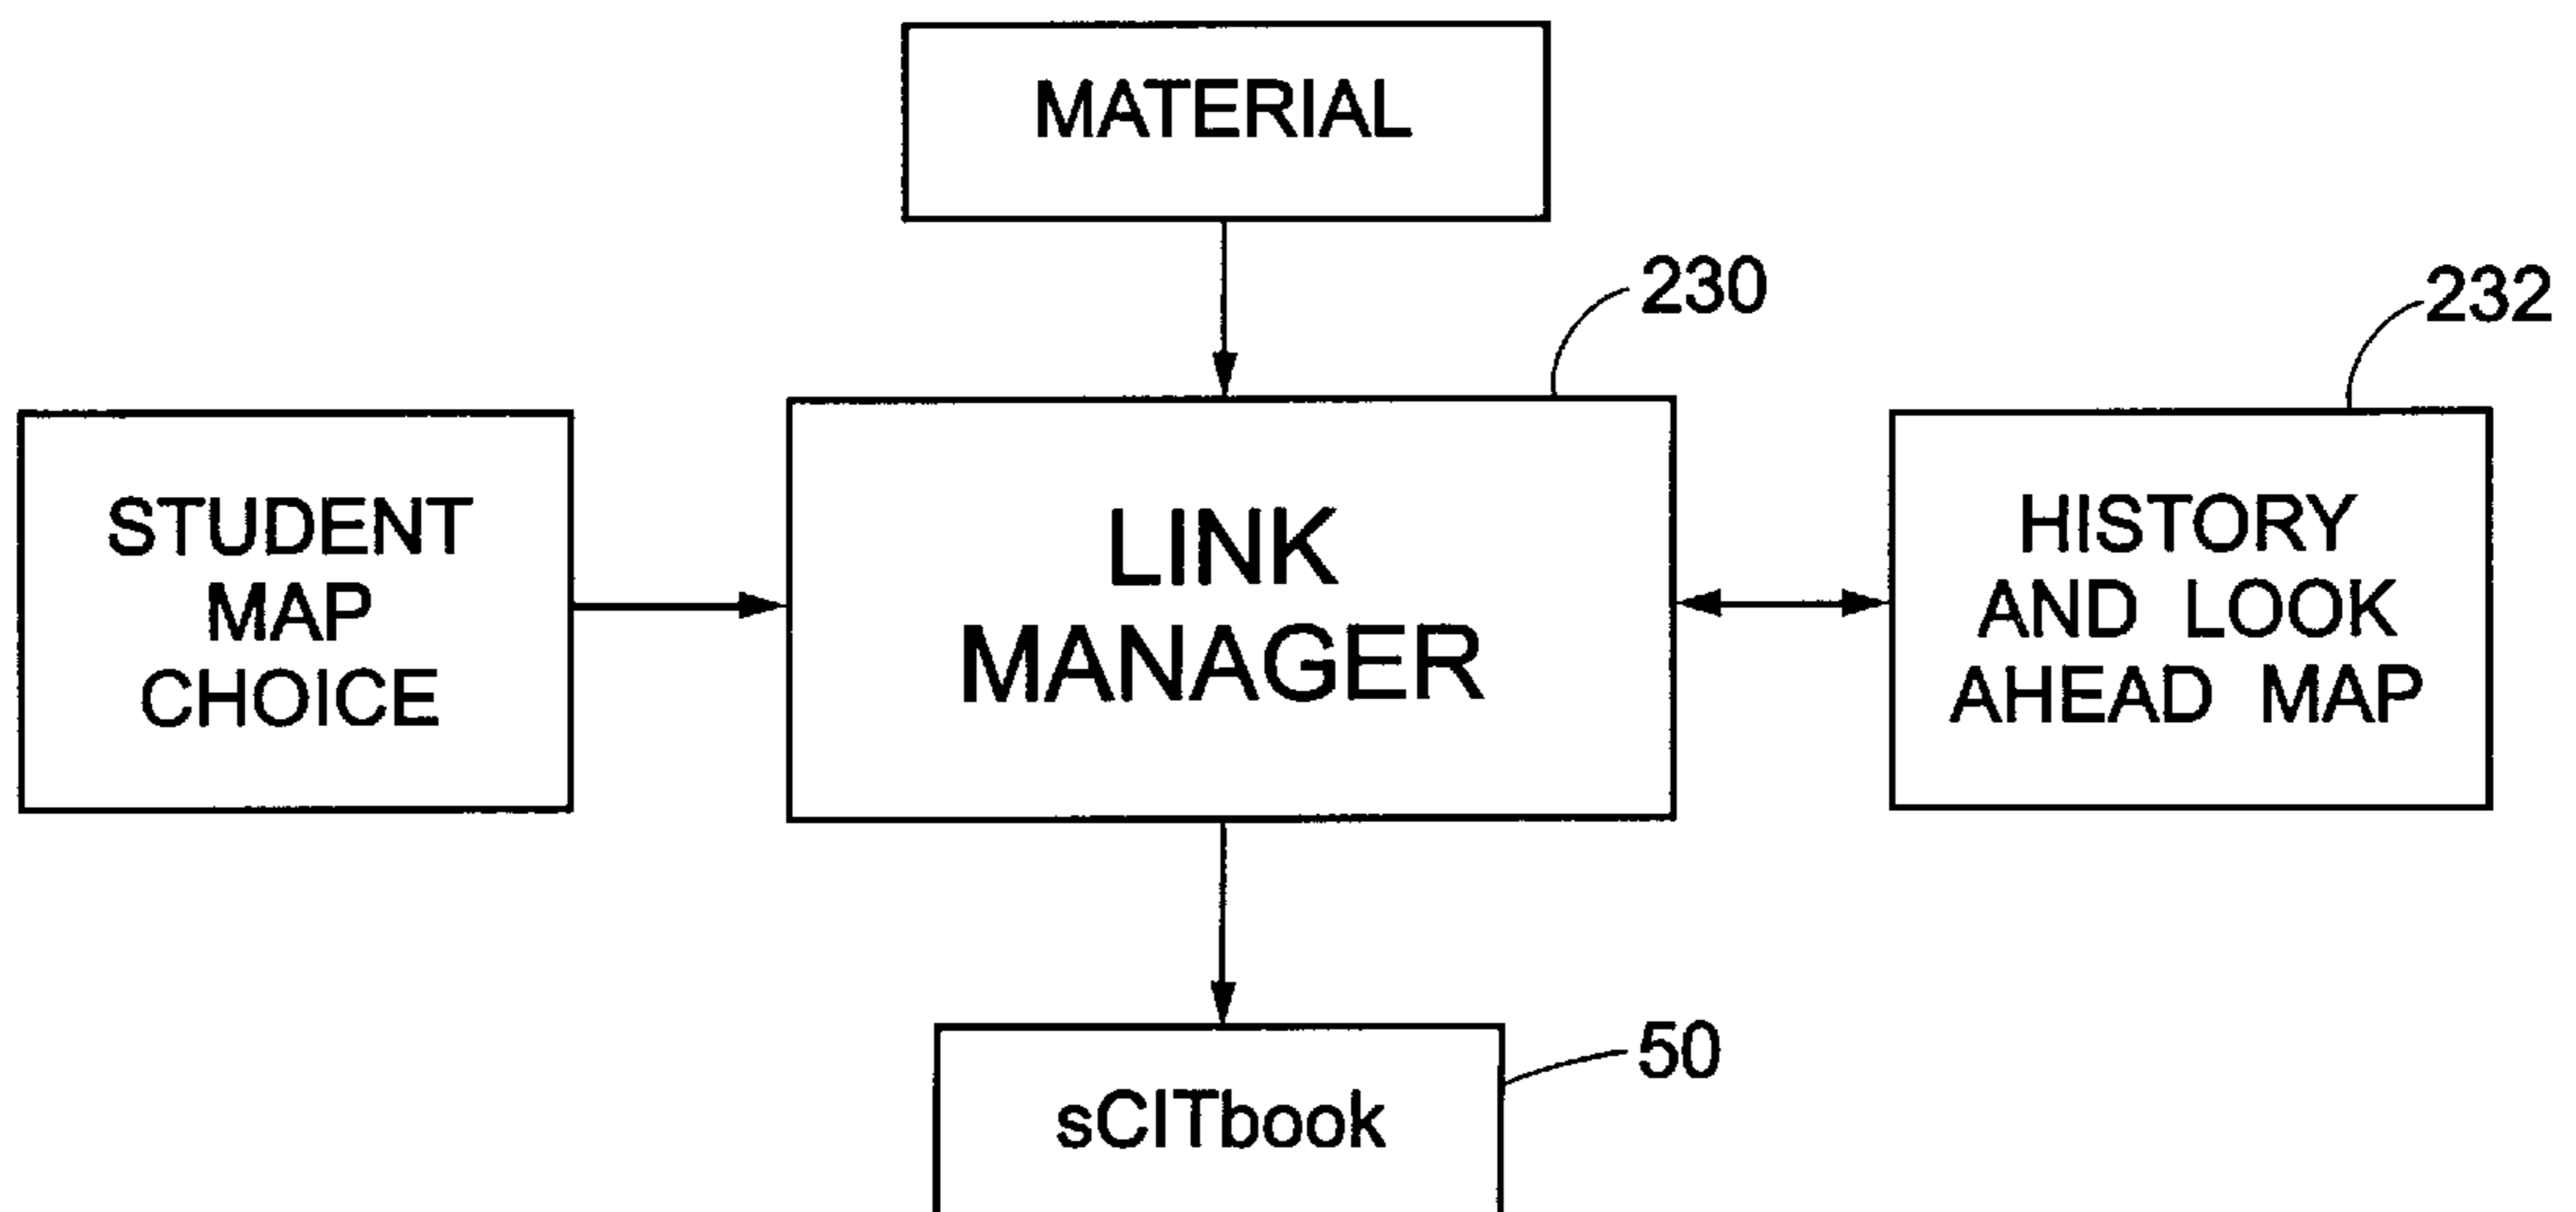 MATERIAL
230
232
STUDENT
MAP
CHOICE
LINK
MANAGER
HISTORY
AND LOOK
AHEAD MAP
50
sCITbook